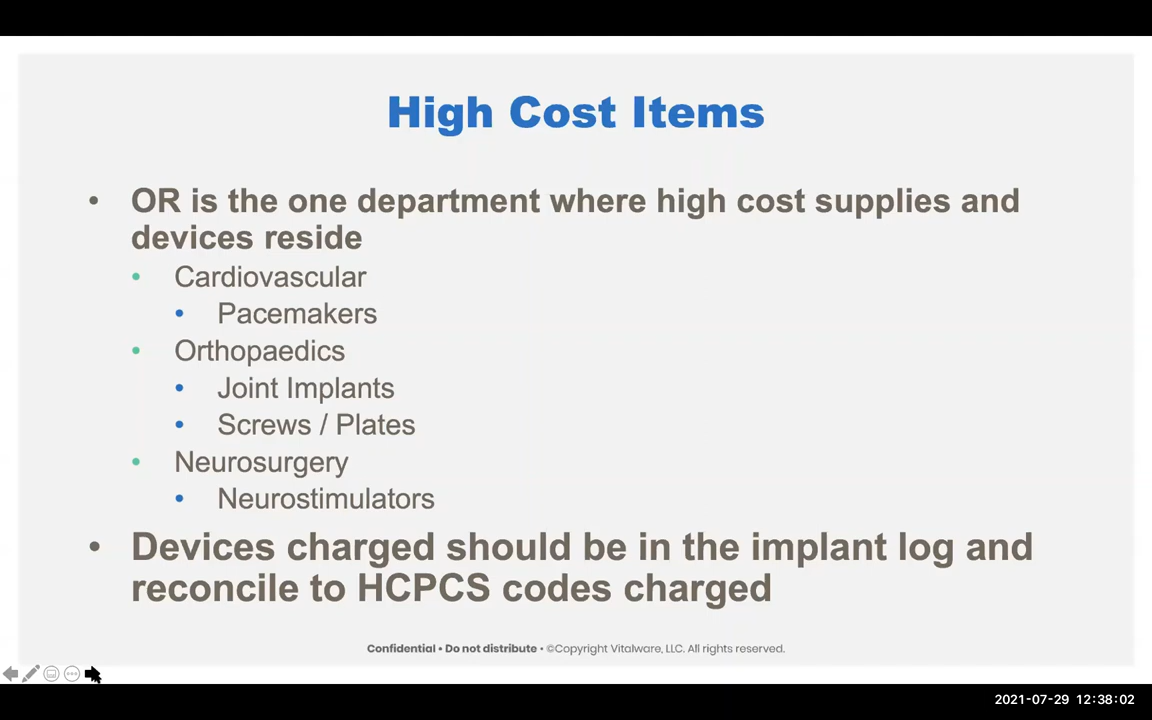 High Cost Items
• OR is the one department where high cost supplies and
devices reside
• Cardiovascular
• Pacemakers
• Orthopaedics
• Joint Implants
• Screws / Plates
• Neurosurgery
• Neurostimulators
• Devices charged should be in the implant log and
reconcile to HCPCS codes charged
Confidential • Do not distribute • ©Copyright Vitalware, LLC. All rights reserved.
2021-07-29 12:38:02